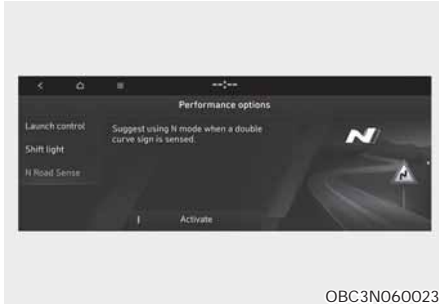 --:--
Performance options
Launch control
Suggest using N mode when a double
curve sign is sensed.
Shift light
N Road Sense
Activate
N
OBC3N060023